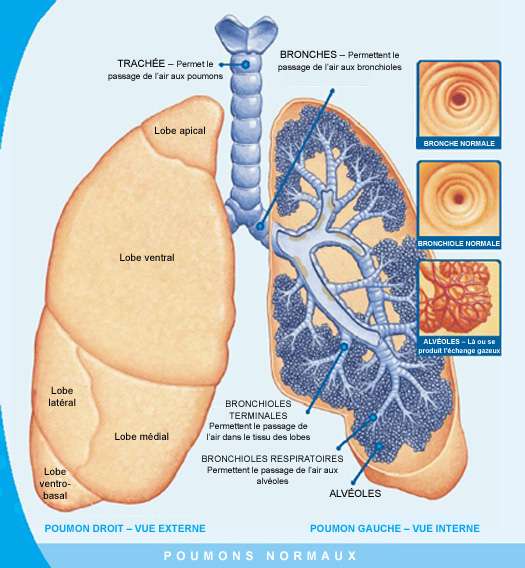 TRACHÉE – Permet le
passage de l'air aux poumons
BRONCHES – Permettent le
passage de l'air aux bronchioles
Lobe apical
Lobe ventral
Lobe
latéral
Lobe médial
Lobe
ventro-
basal
BRONCHE NORMALE
BRONCHIOLE NORMALE
ALVÉOLES – Là ou se
produit l'échange gazeux
BRONCHIOLES
TERMINALES
Permettent le passage de
l'air dans le tissu des lobes
BRONCHIOLES RESPIRATOIRES
Permettent le passage de l'air aux
alvéoles
ALVÉOLES
POUMON DROIT – VUE EXTERNE
POUMON GAUCHE – VUE INTERNE
POUMONS NORMAUX